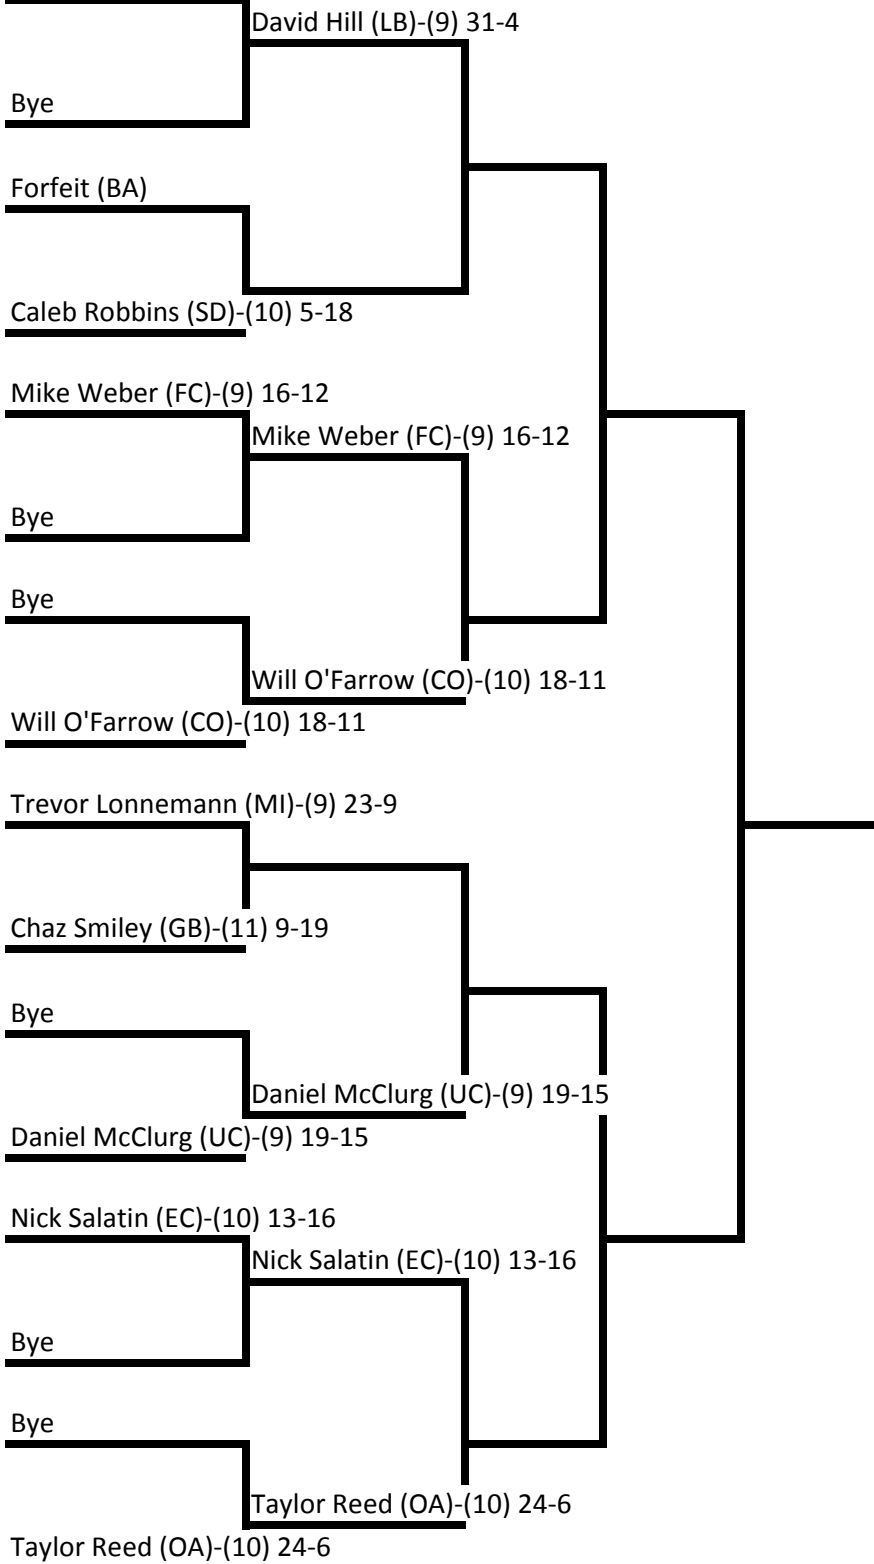 David Hill (LB)-(9) 31-4
Bye
Forfeit (BA)
Caleb Robbins (SD)-(10) 5-18
Mike Weber (FC)-(9) 16-12
Mike Weber (FC)-(9) 16-12
Bye
Bye
Will O'Farrow (CO)-(10) 18-11
Will O'Farrow (CO)-(10) 18-11
Trevor Lonnemann (MI)-(9) 23-9
Chaz Smiley (GB)-(11) 9-19
Bye
Daniel McClurg (UC)-(9) 19-15
Daniel McClurg (UC)-(9) 19-15
Nick Salatin (EC)-(10) 13-16
Nick Salatin (EC)-(10) 13-16
Bye
Bye
Taylor Reed (OA)-(10) 24-6
Taylor Reed (OA)-(10) 24-6